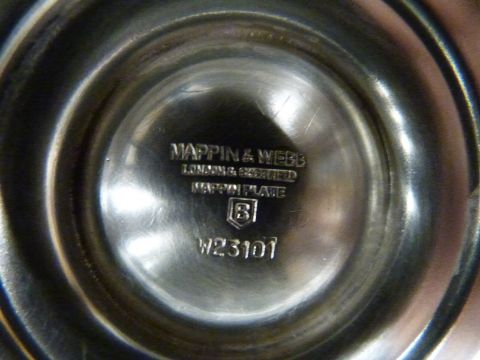 MAPPIN & WEBB
LONDON & SHEFFIELD
MAPPIN PLATE
B
W23101